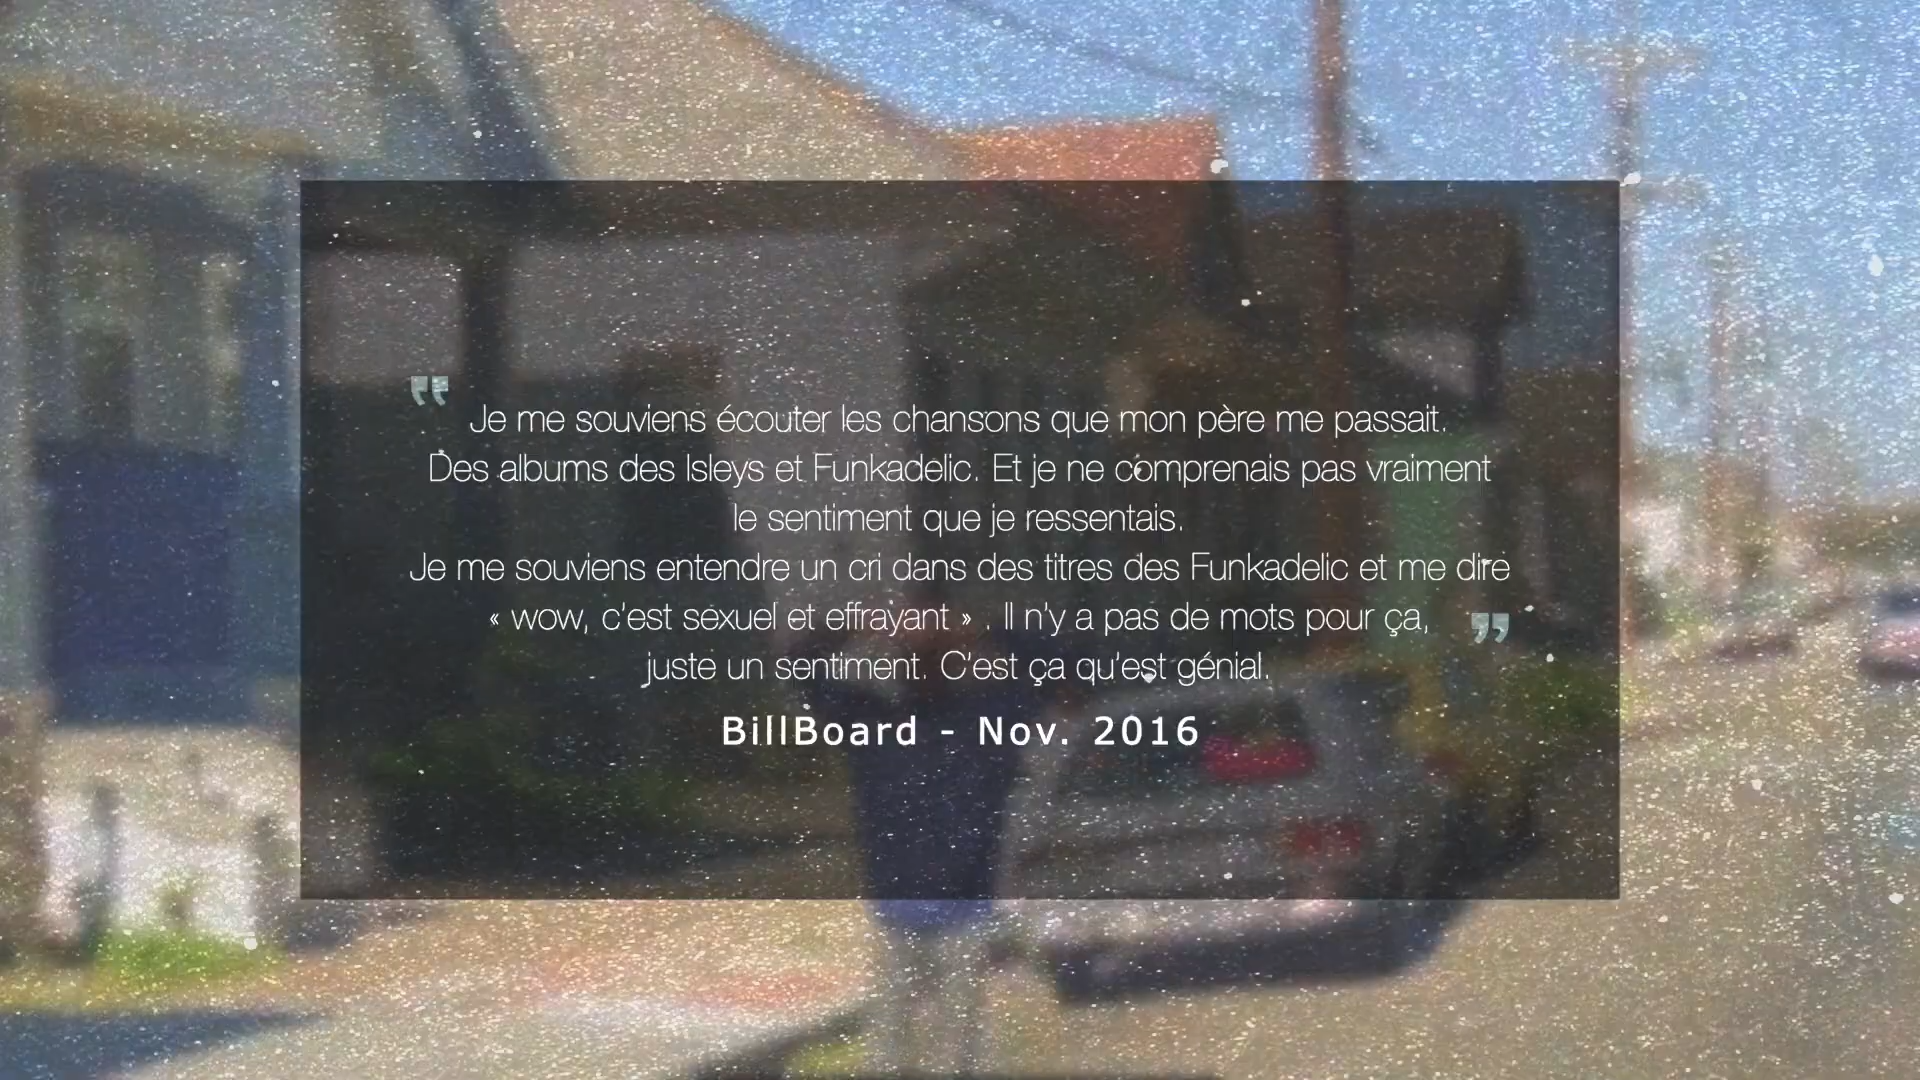 " Je me souviens écouter les chansons que mon père me passait.
Des albums des Isleys et Funkadelic. Et je ne comprenais pas vraiment
le sentiment que je ressentais.
Je me souviens entendre un cri dans des titres des Funkadelic et me dire
« wow, c'est sexuel et effrayant » . Il n'y a pas de mots pour ça, "
juste un sentiment. C'est ça qu'est génial.
BillBoard - Nov. 2016